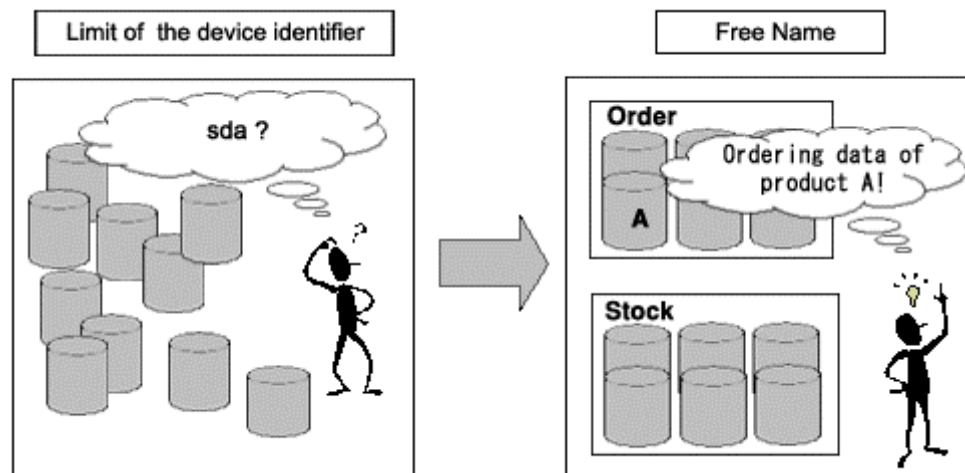 Limit of the device identifier
Free Name
sda ?
?
Order
Ordering data of
product A!
A
Stock